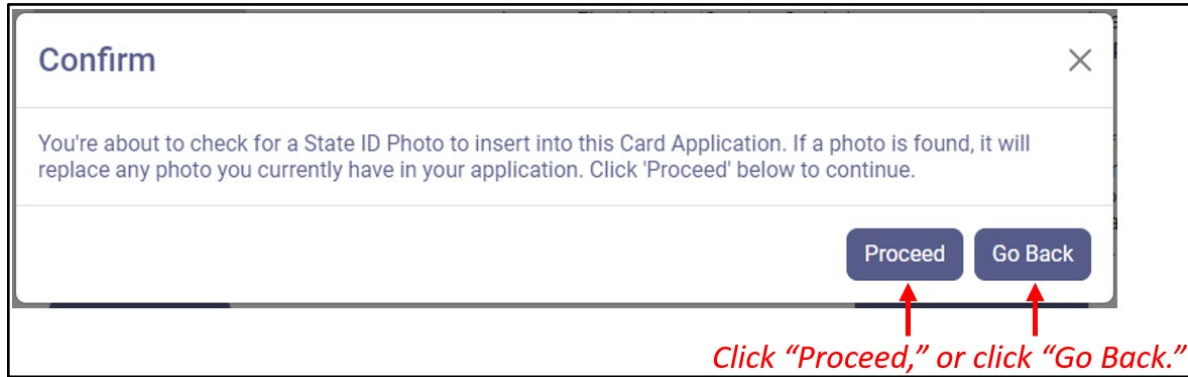 Confirm
You're about to check for a State ID Photo to insert into this Card Application. If a photo is found, it will
replace any photo you currently have in your application. Click 'Proceed' below to continue.
Proceed Go Back
Click “Proceed,” or click “Go Back.”